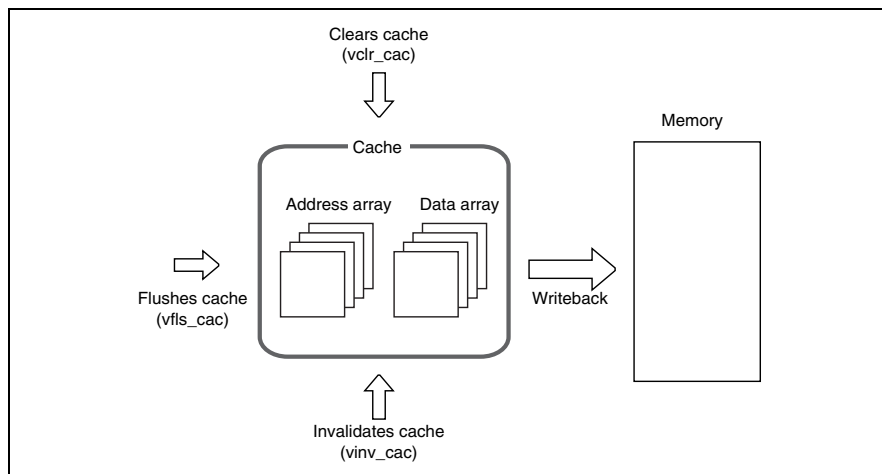 Clears cache
(vclr_cac)
Memory
Cache
Address array
Data array
Flushes cache
(vfls_cac)
Writeback
Invalidates cache
(vinv_cac)